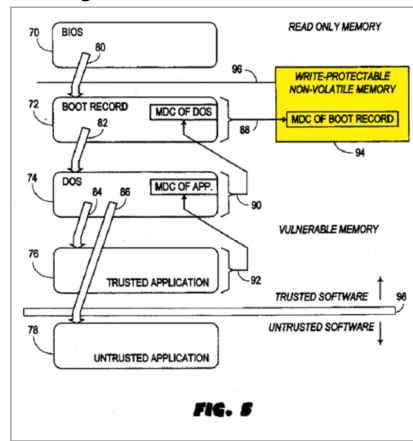 70
BIOS
80
READ ONLY MEMORY
96
WRITE-PROTECTABLE
NON-VOLATILE MEMORY
72
BOOT RECORD
MDC OF DOS
MDC OF BOOT RECORD
82
88
94
74
DOS
84
86
MDC OF APP.
90
VULNERABLE MEMORY
76
TRUSTED APPLICATION
92
TRUSTED SOFTWARE
98
UNTRUSTED SOFTWARE
78
UNTRUSTED APPLICATION
FIG. 5